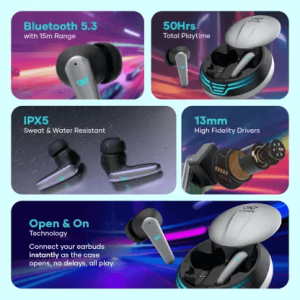 Bluetooth 5.3
with 15m Range
50Hrs
Total Playtime
IPX5
Sweat & Water Resistant
13mm
High Fidelity Drivers
Open & On
Technology
Connect your earbuds
instantly as the case
opens, no delays, all play.